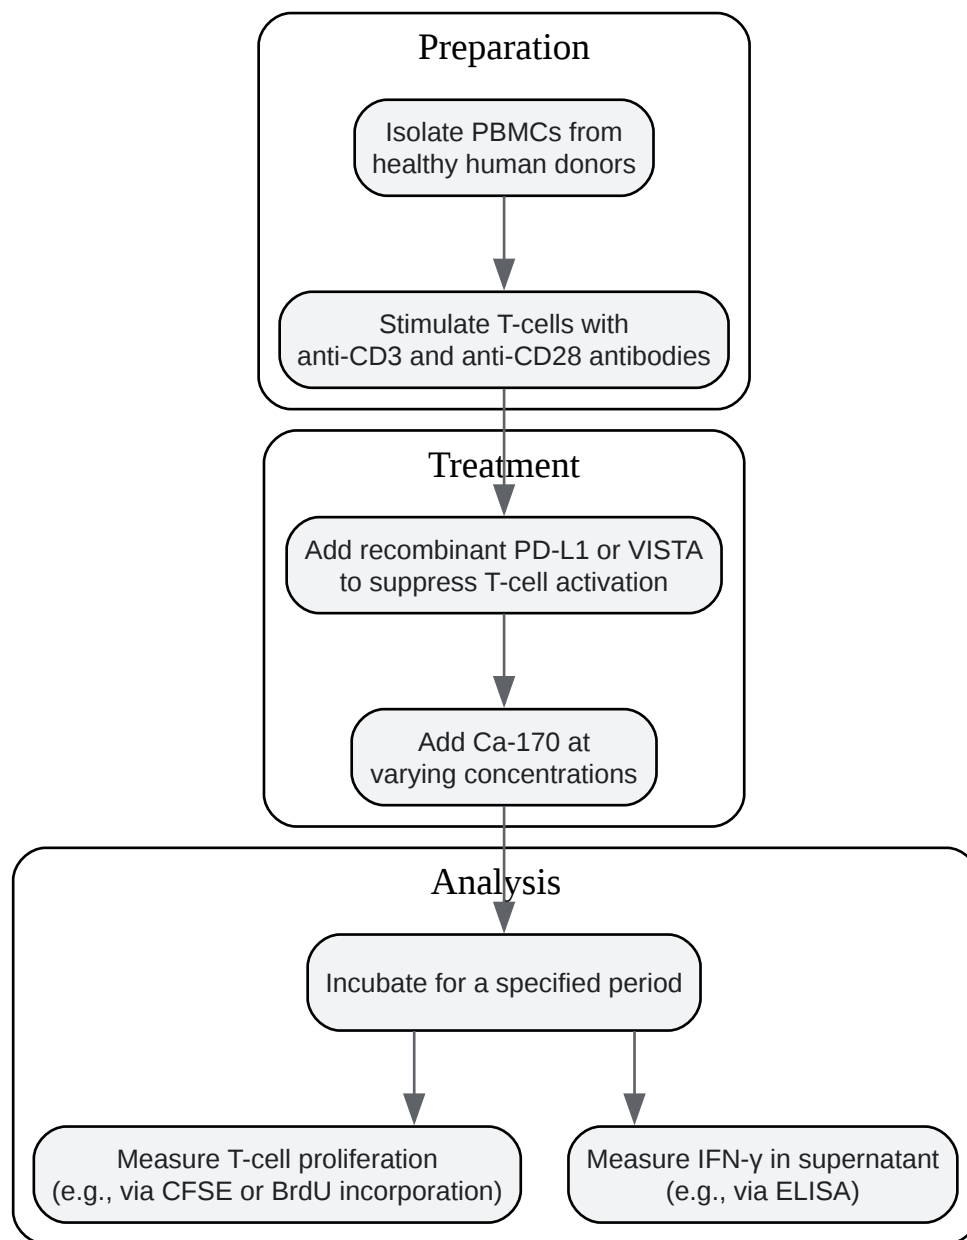 Preparation
Isolate PBMCs from
healthy human donors
Stimulate T-cells with
anti-CD3 and anti-CD28 antibodies
Treatment
Add recombinant PD-L1 or VISTA
to suppress T-cell activation
Add Ca-170 at
varying concentrations
Analysis
Incubate for a specified period
Measure T-cell proliferation
(e.g., via CFSE or BrdU incorporation)
Measure IFN-γ in supernatant
(e.g., via ELISA)